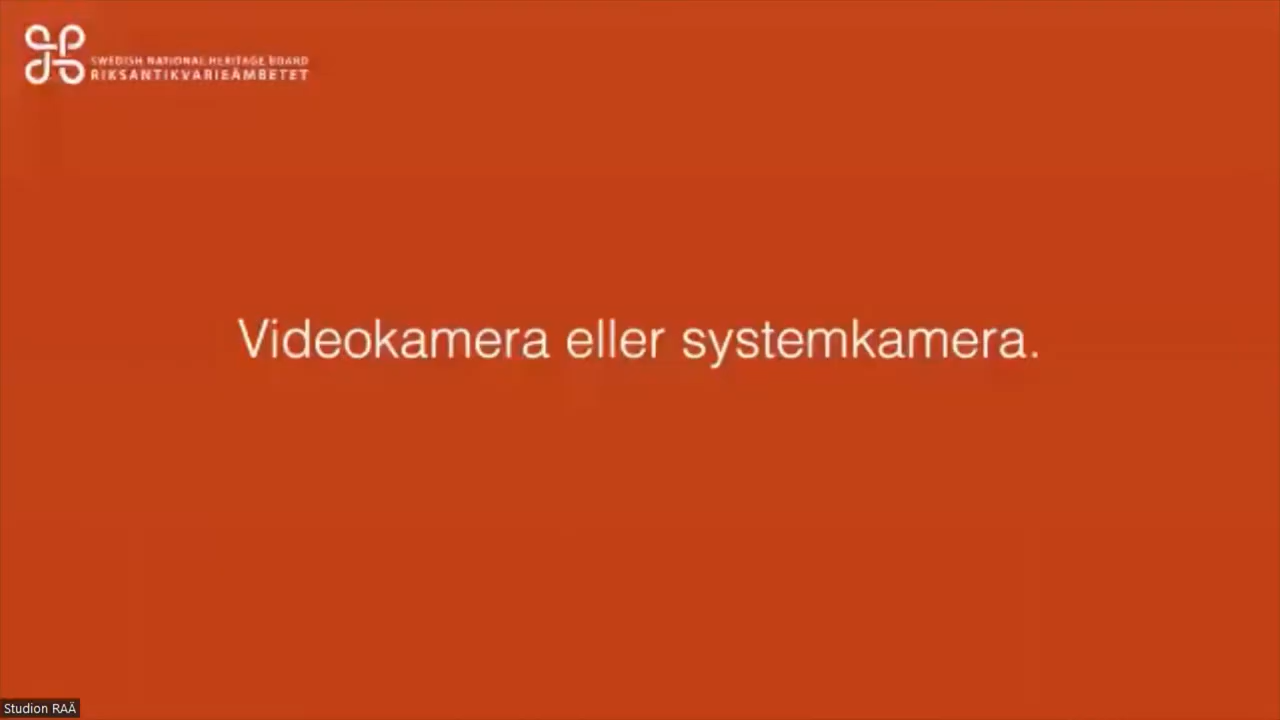 SWEDISH NATIONAL HERITAGE BOARD
RIKSANTIKVARIEÄMBETET
Videokamera eller systemkamera.
Studion RAÄ